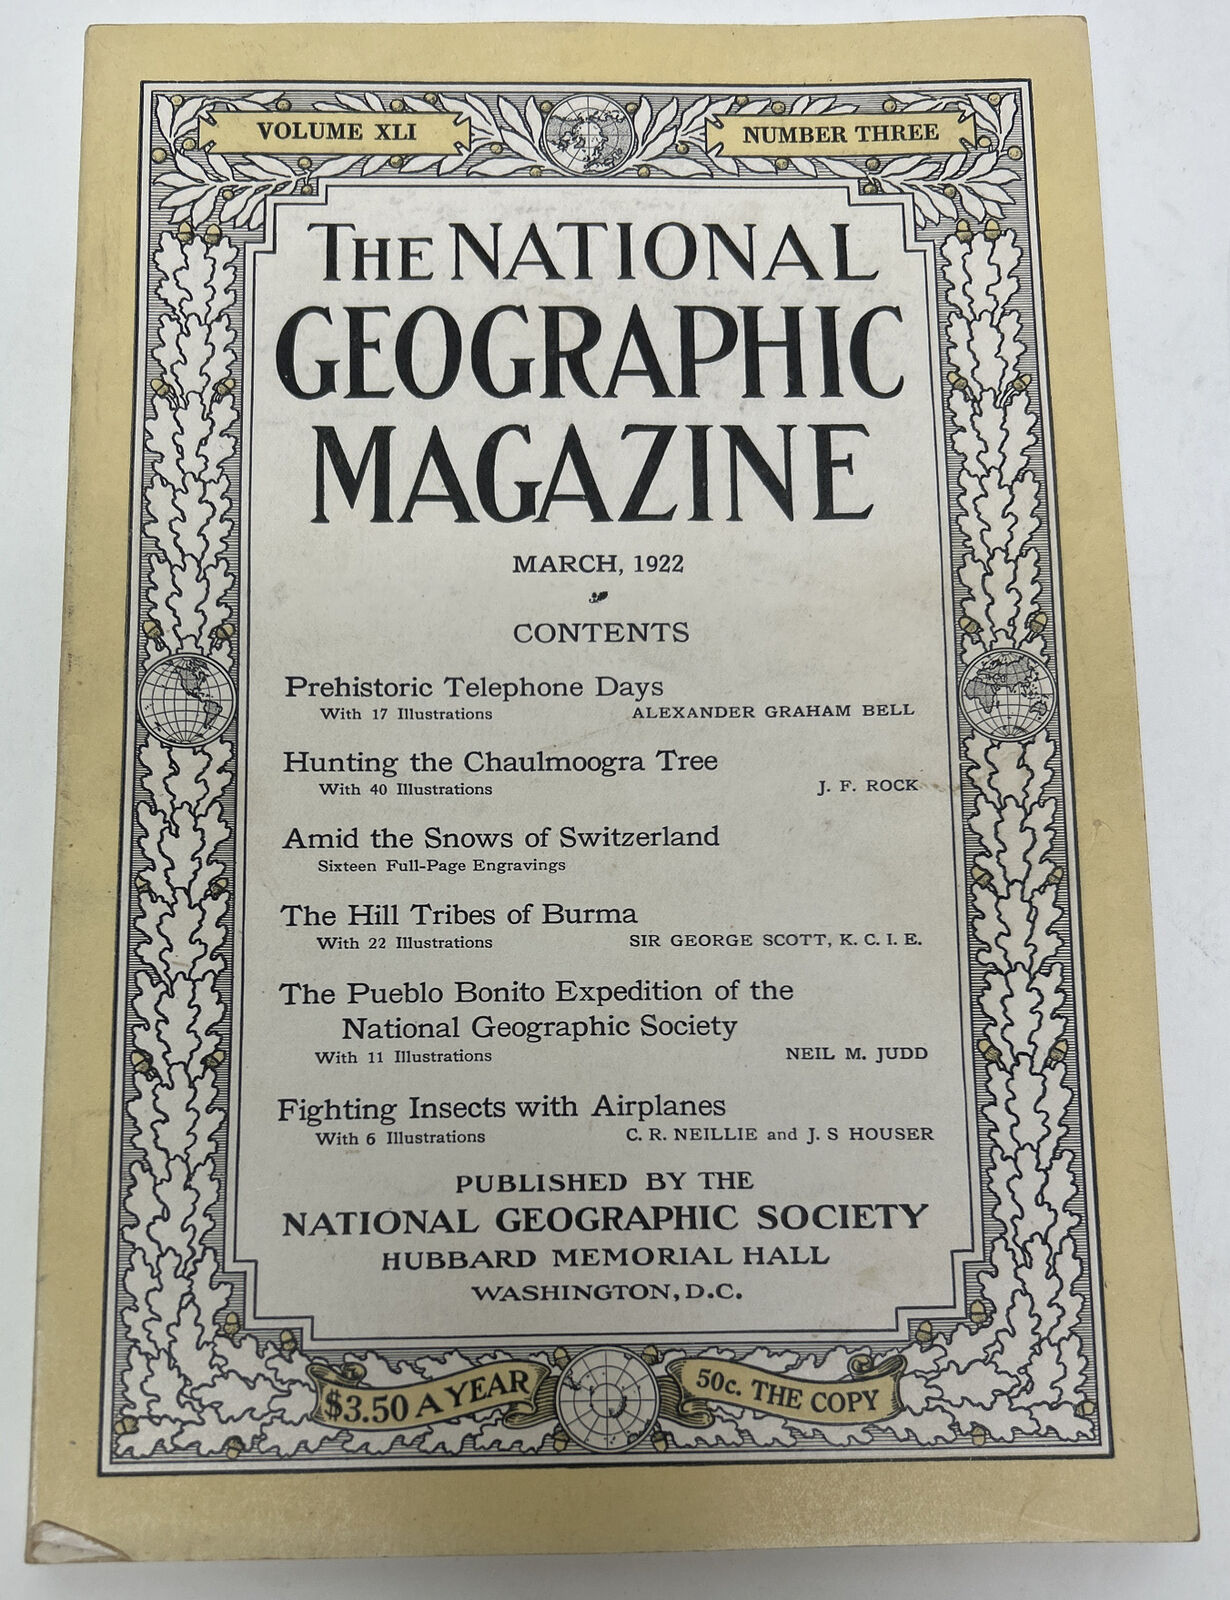 VOLUME XLI
NUMBER THREE
THE NATIONAL
GEOGRAPHIC
MAGAZINE
MARCH, 1922
CONTENTS
Prehistoric Telephone Days
With 17 Illustrations ALEXANDER GRAHAM BELL
Hunting the Chaulmoogra Tree
With 40 Illustrations J. F. ROCK
Amid the Snows of Switzerland
Sixteen Full-Page Engravings
The Hill Tribes of Burma
With 22 Illustrations SIR GEORGE SCOTT, K. C. I. E.
The Pueblo Bonito Expedition of the
National Geographic Society
With 11 Illustrations NEIL M. JUDD
Fighting Insects with Airplanes
With 6 Illustrations C. R. NEILLIE and J. S HOUSER
PUBLISHED BY THE
NATIONAL GEOGRAPHIC SOCIETY
HUBBARD MEMORIAL HALL
WASHINGTON, D.C.
$3.50 A YEAR
50c. THE COPY